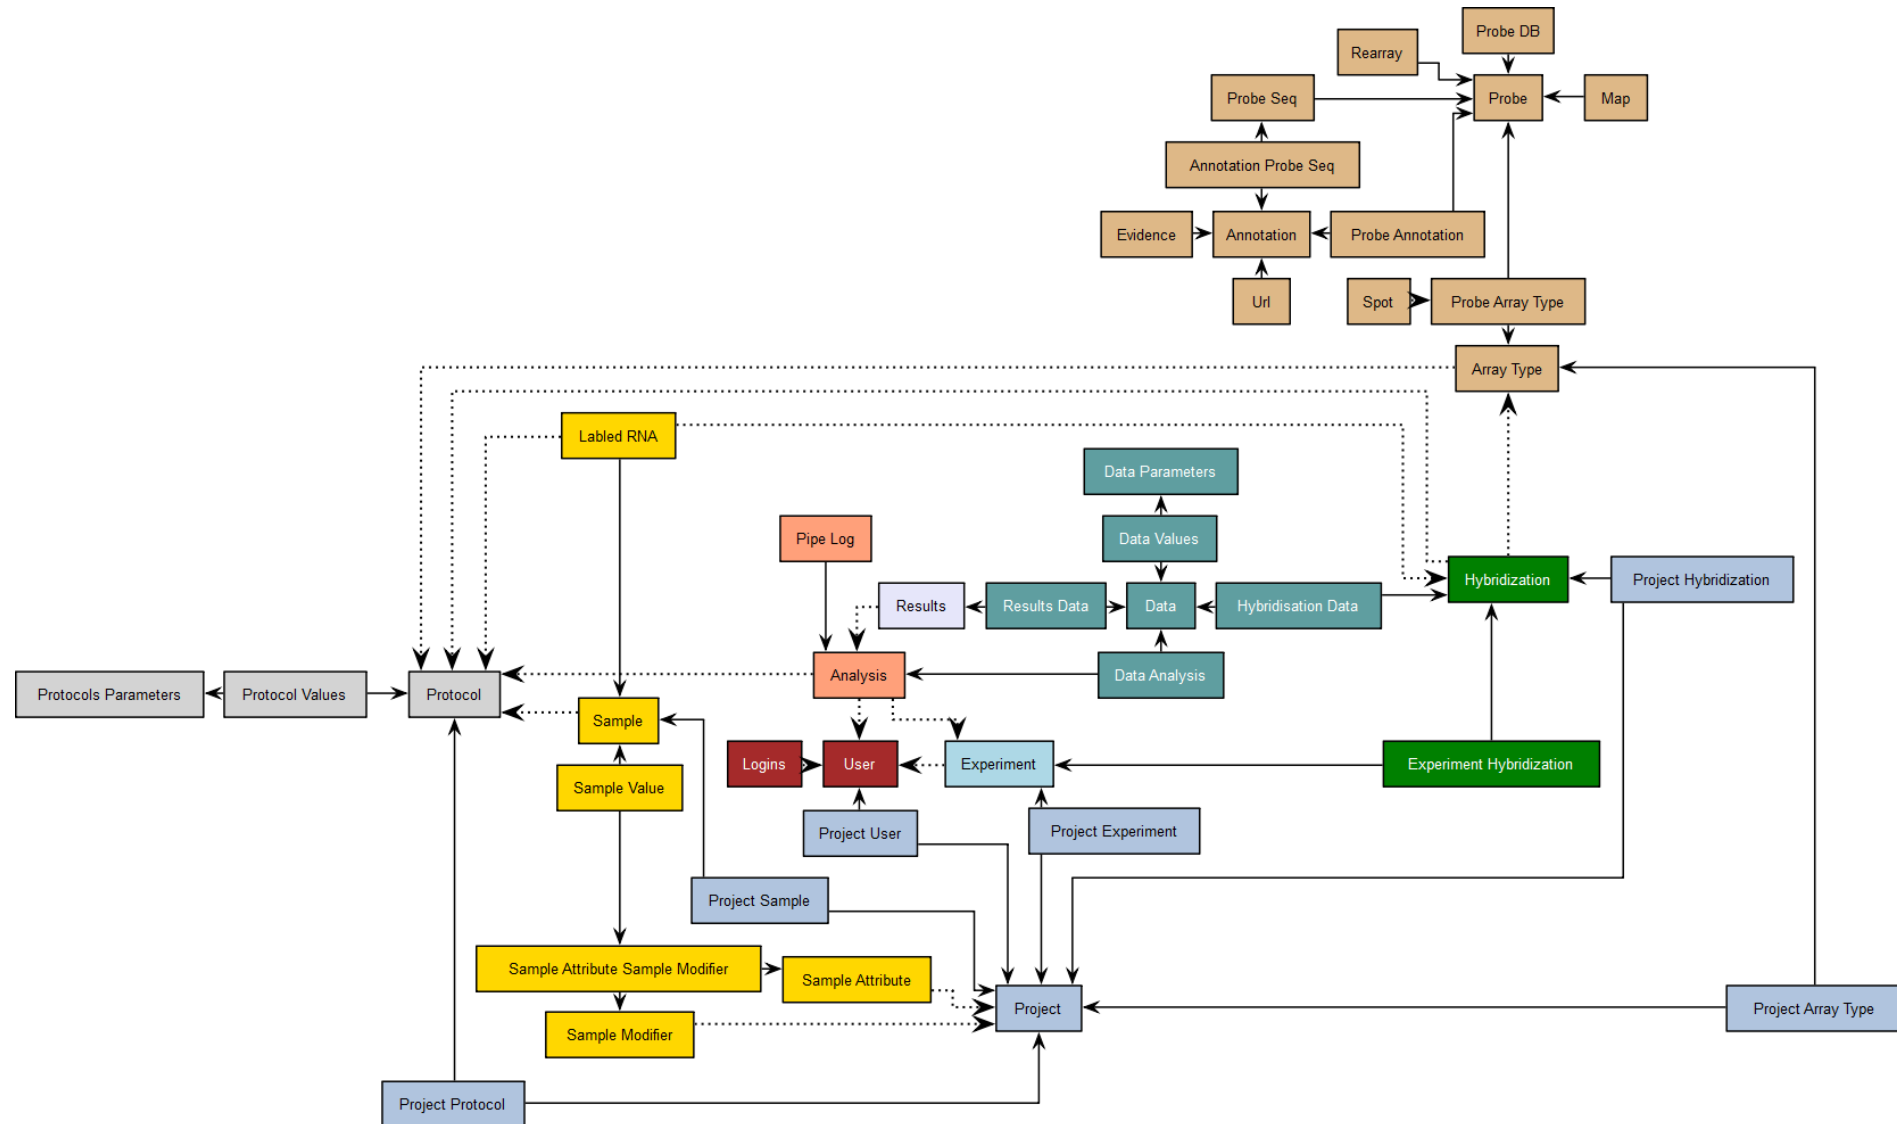 Probe DB
Rearray
Probe Seq
Probe
Map
Annotation Probe Seq
Evidence
Annotation
Probe Annotation
Url
Spot
Probe Array Type
Array Type
Labled RNA
Data Parameters
Pipe Log
Data Values
Hybridization
Project Hybridization
Results
Results Data
Data
Hybridisation Data
Analysis
Data Analysis
Protocols Parameters
Protocol Values
Protocol
Sample
Logins
User
Experiment
Experiment Hybridization
Sample Value
Project User
Project Experiment
Project Sample
Sample Attribute Sample Modifier
Sample Attribute
Project
Project Array Type
Sample Modifier
Project Protocol